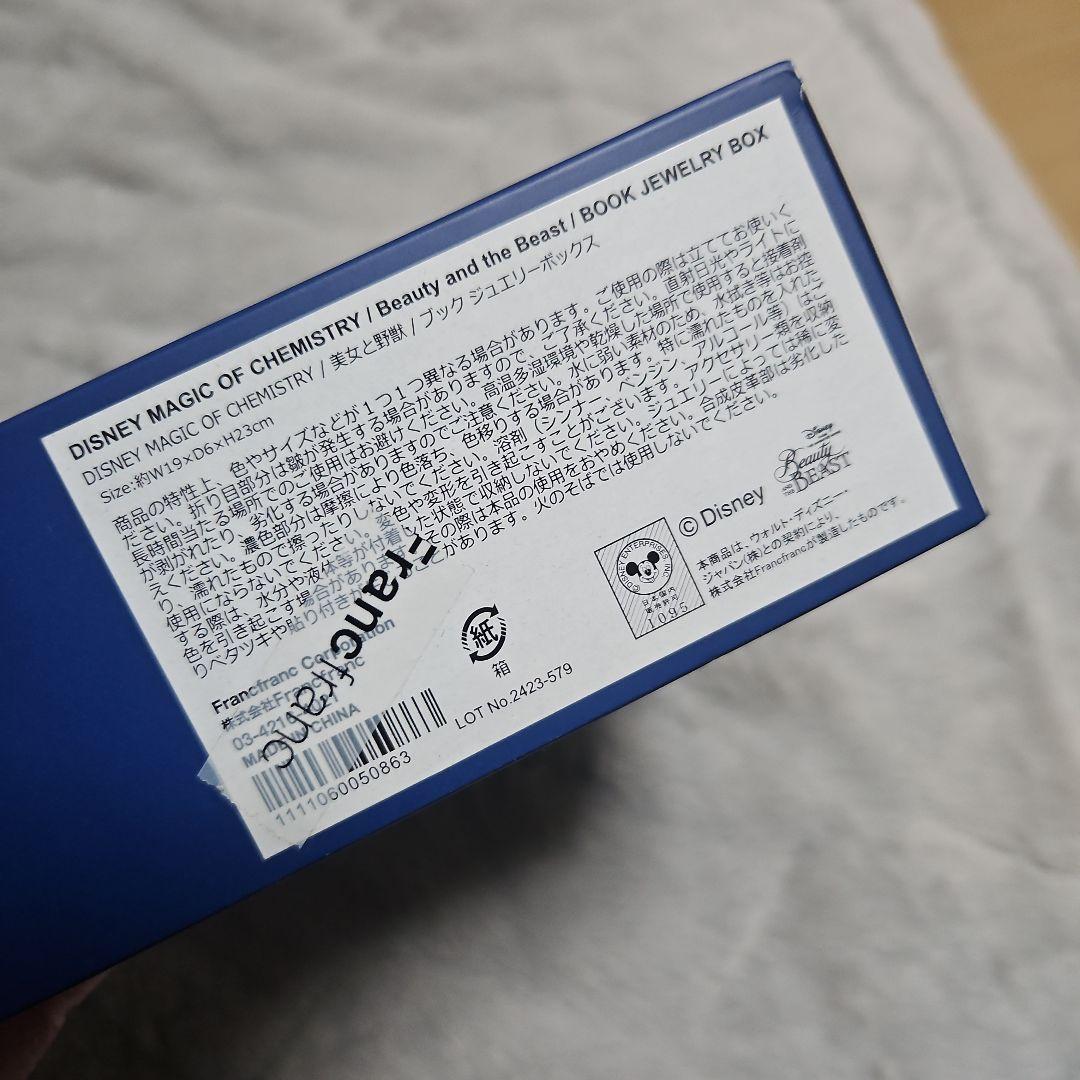 DISNEY MAGIC OF CHEMISTRY / Beauty and the Beast / BOOK JEWELRY BOX
DISNEY MAGIC OF CHEMISTRY / 美女と野獣 / ブック ジュエリーボックス
Size:約W19×D6×H23cm
商品の特性上、色やサイズなどが1つ1つ異なる場合があります。ご使用の際は立ててお使いく
ださい。折り目部分は皺が発生する場合がありますので、ご了承ください。直射日光やライトに
長時間当たる場所でのご使用はお避けください。高温多湿環境や乾燥した場所で使用すると接着剤
が剥がれたり、劣化する場合がありますのでご注意ください。水に弱い素材のため、水拭き等はお控
えください。濃色部分は摩擦により色落ち、色移りする場合があります。特に濡れたものを入れた
り、濡れたもので擦ったりしないでください。溶剤(シンナー、ベンジン、アルコール等)はご
使用にならないでください。変色や変形を引き起こすことがございます。アクセサリー類を収納
する際は、水分や液体等が付着した状態で収納しないでください。ジュエリーによっては稀に変
色を引き起こす場合があります。その際は本品の使用をおやめください。合成皮革部は劣化した
りベタツキや貼り付きが あります。火のそばでは使用しないでください。
Francfranc
Francfranc Corporation
株式会社Francfranc
MADE IN CHINA
1111060050863
紙
箱
LOT No.2423-579
© DISNEY ENTERPRISES INC.
日本国内
販売許可
1095
©Disney
Disney
Beauty
AND THE
BEAST
本商品は、ウォルト・ディズニー・
ジャパン(株)との契約により、
株式会社Francfrancが製造したものです。